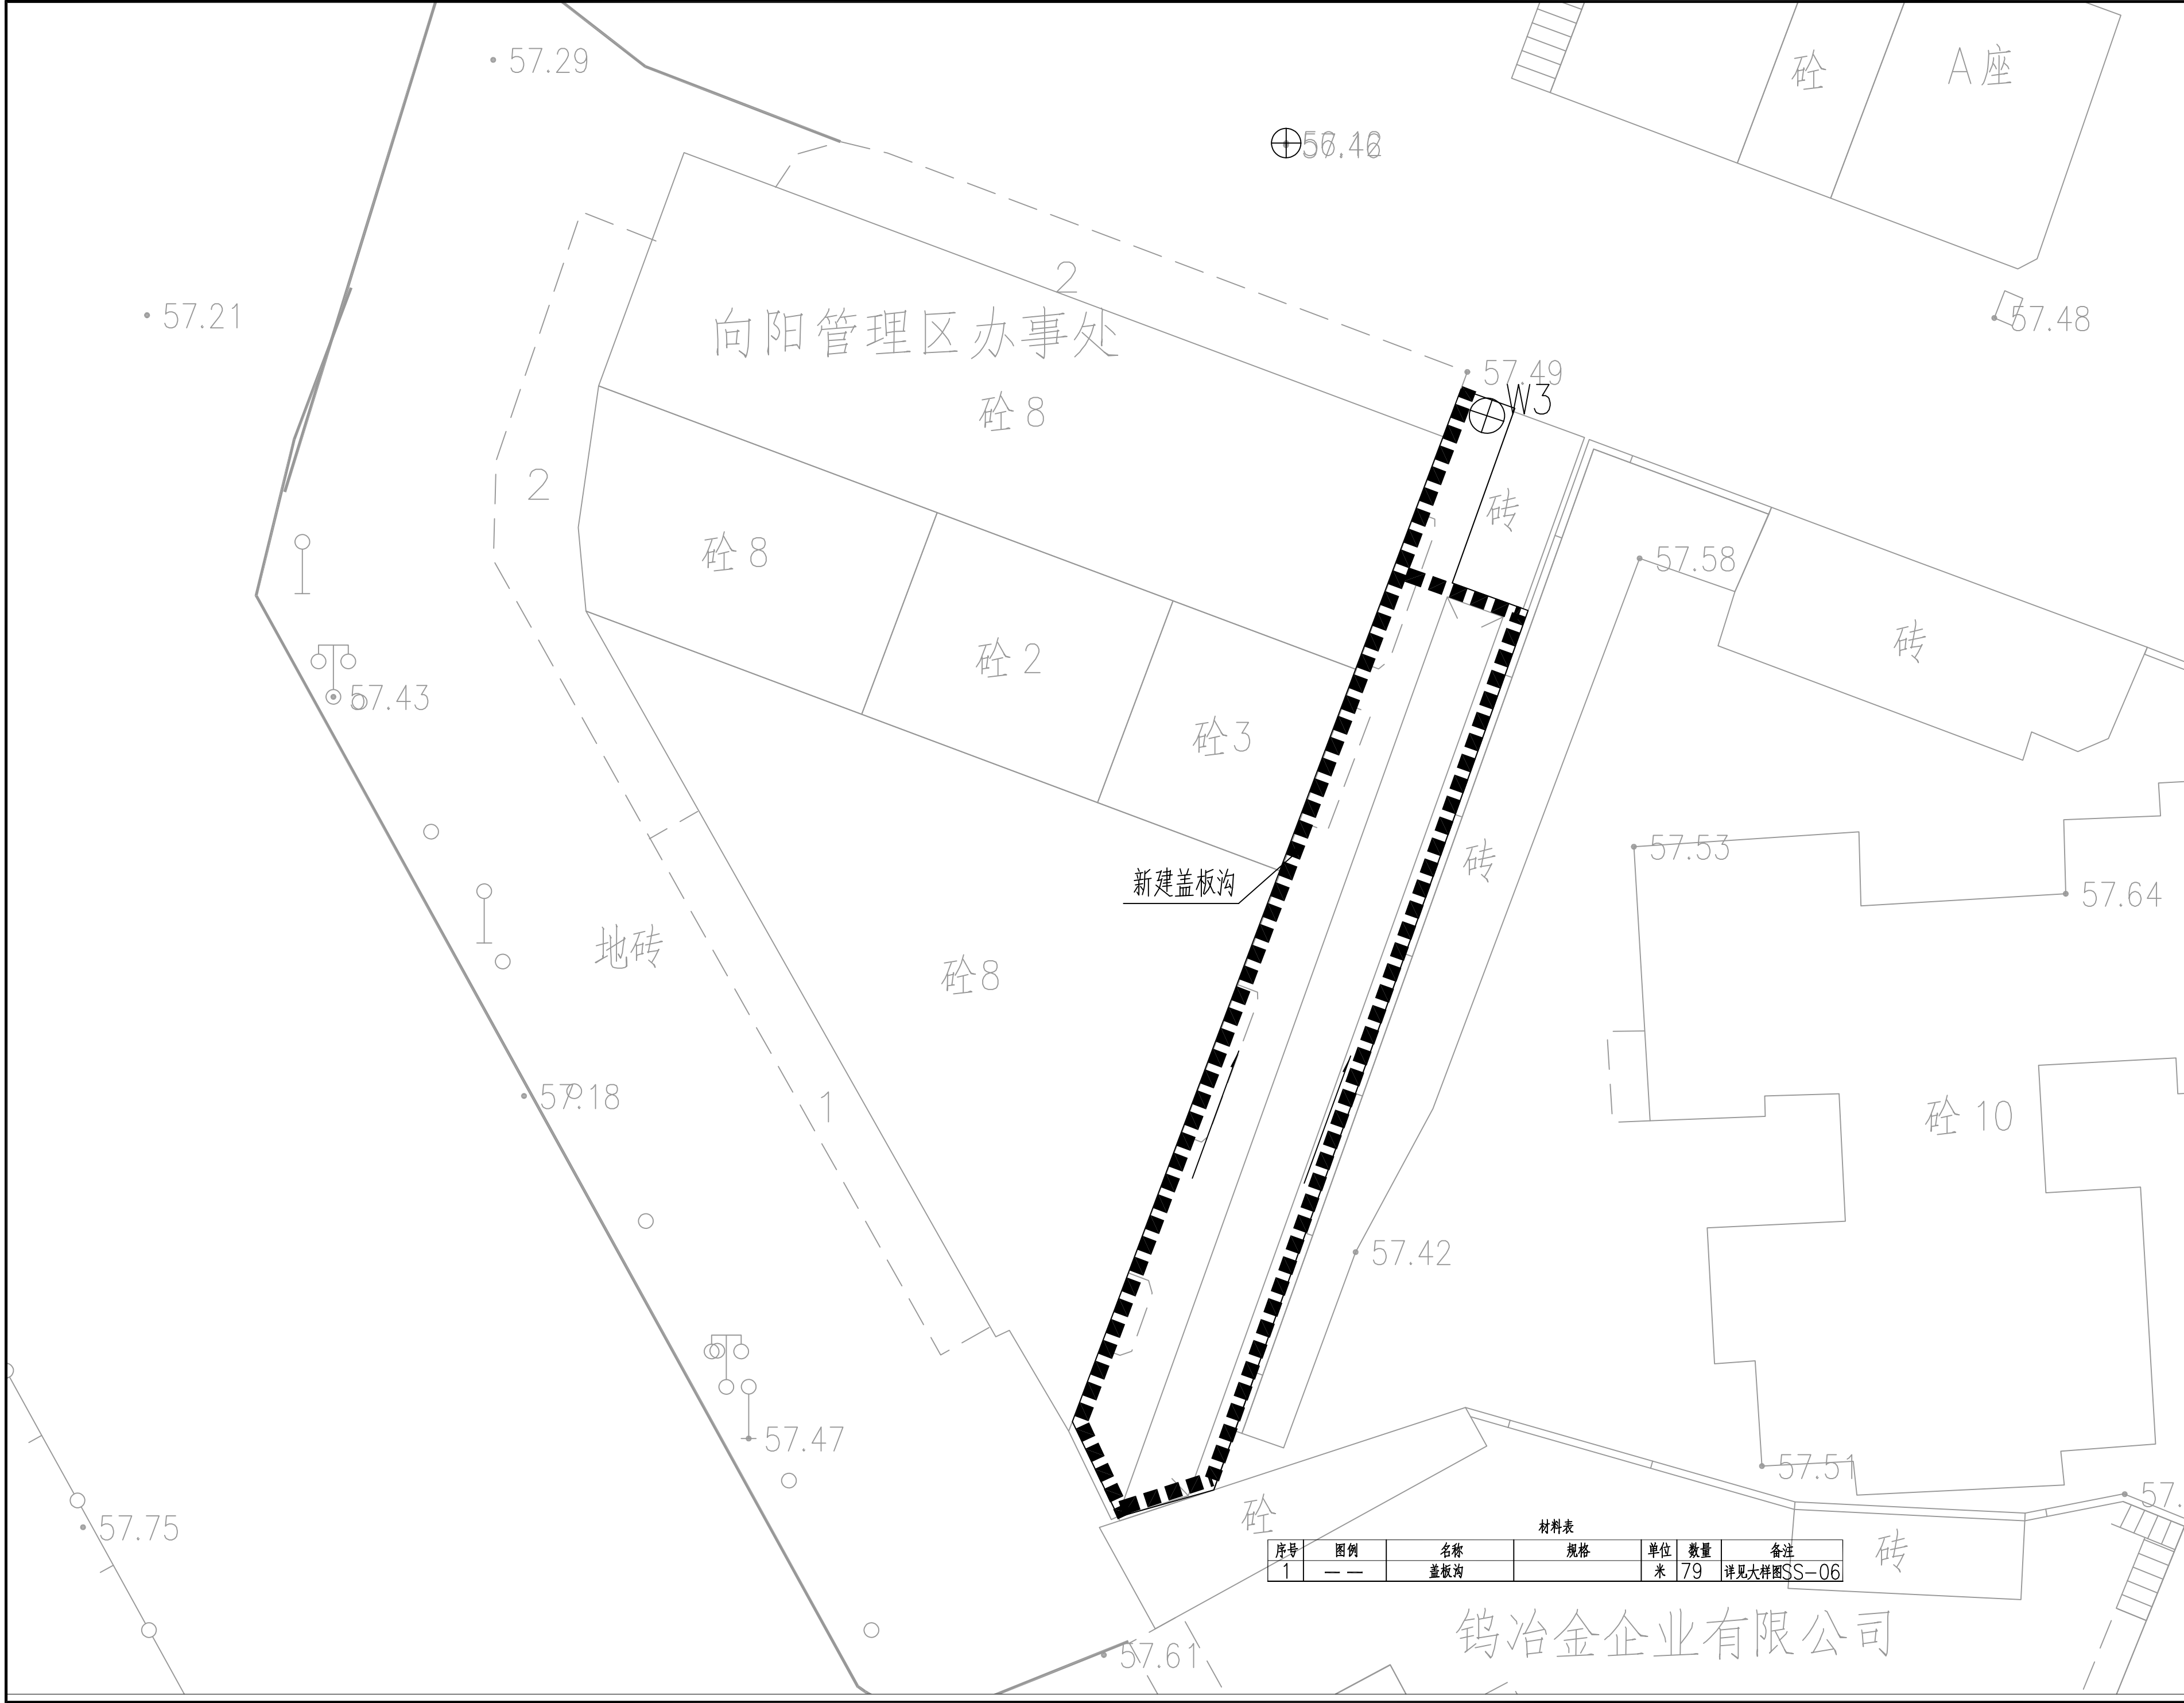 57.29
砼
A座
57.21
2
57.48
向阳管理区办事处
57.49
W3
砼8
2
砖
砼8
57.58
砖
砼2
57.43
砼3
57.53
砖
新建盖板沟
57.64
地砖
砼8
57.18
1
砼10
57.42
57.47
57.51
57.
57.75
砼
材料表
序号 图例 名称 规格 单位 数量 备注
1 — — 盖板沟 米 79 详见大样图SS-06
砖
钨冶金企业有限公司
57.61